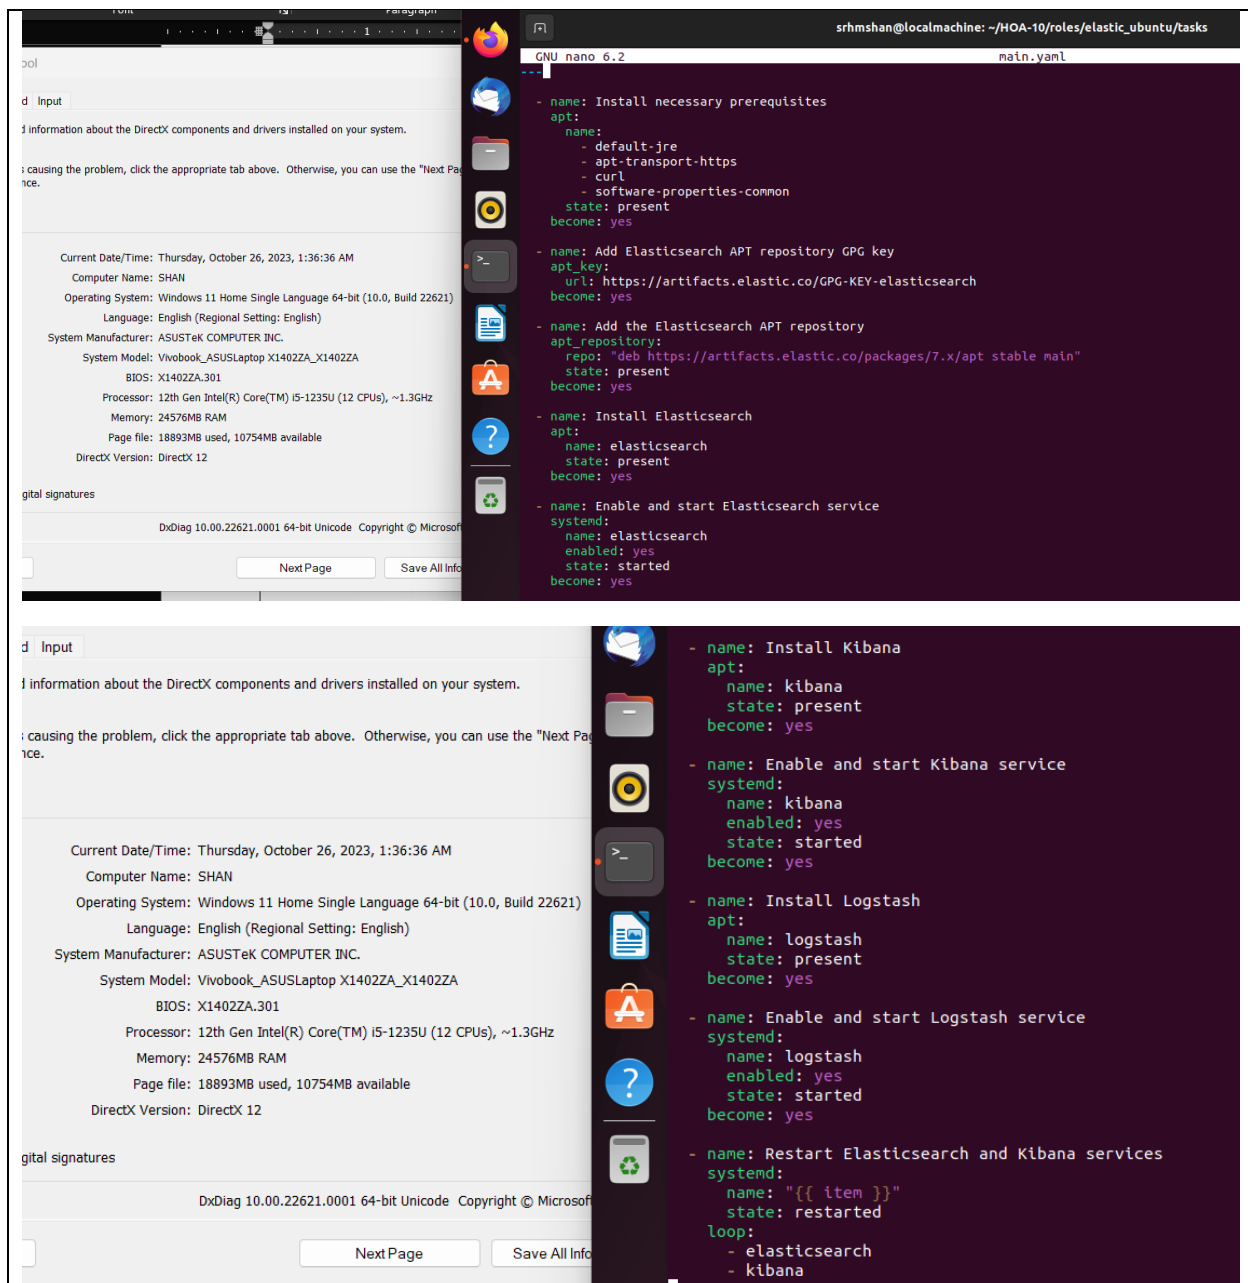 Font
Paragraph
1
ool
d Input
d information about the DirectX components and drivers installed on your system.
s causing the problem, click the appropriate tab above. Otherwise, you can use the "Next Pag
nce.
Current Date/Time: Thursday, October 26, 2023, 1:36:36 AM
Computer Name: SHAN
Operating System: Windows 11 Home Single Language 64-bit (10.0, Build 22621)
Language: English (Regional Setting: English)
System Manufacturer: ASUSTeK COMPUTER INC.
System Model: Vivobook_ASUSLaptop X1402ZA_X1402ZA
BIOS: X1402ZA.301
Processor: 12th Gen Intel(R) Core(TM) i5-1235U (12 CPUs), ~1.3GHz
Memory: 24576MB RAM
Page file: 18893MB used, 10754MB available
DirectX Version: DirectX 12
gital signatures
DxDiag 10.00.22621.0001 64-bit Unicode Copyright © Microsoft
Next Page
Save All Info
srhmshan@localmachine: ~/HOA-10/roles/elastic_ubuntu/tasks
GNU nano 6.2 main.yaml
---
- name: Install necessary prerequisites
apt:
name:
- default-jre
- apt-transport-https
- curl
- software-properties-common
state: present
become: yes
- name: Add Elasticsearch APT repository GPG key
apt_key:
url: https://artifacts.elastic.co/GPG-KEY-elasticsearch
become: yes
- name: Add the Elasticsearch APT repository
apt_repository:
repo: "deb https://artifacts.elastic.co/packages/7.x/apt stable main"
state: present
become: yes
- name: Install Elasticsearch
apt:
name: elasticsearch
state: present
become: yes
- name: Enable and start Elasticsearch service
systemd:
name: elasticsearch
enabled: yes
state: started
become: yes
d Input
d information about the DirectX components and drivers installed on your system.
s causing the problem, click the appropriate tab above. Otherwise, you can use the "Next Pag
nce.
Current Date/Time: Thursday, October 26, 2023, 1:36:36 AM
Computer Name: SHAN
Operating System: Windows 11 Home Single Language 64-bit (10.0, Build 22621)
Language: English (Regional Setting: English)
System Manufacturer: ASUSTeK COMPUTER INC.
System Model: Vivobook_ASUSLaptop X1402ZA_X1402ZA
BIOS: X1402ZA.301
Processor: 12th Gen Intel(R) Core(TM) i5-1235U (12 CPUs), ~1.3GHz
Memory: 24576MB RAM
Page file: 18893MB used, 10754MB available
DirectX Version: DirectX 12
gital signatures
DxDiag 10.00.22621.0001 64-bit Unicode Copyright © Microsoft
Next Page
Save All Info
- name: Install Kibana
apt:
name: kibana
state: present
become: yes
- name: Enable and start Kibana service
systemd:
name: kibana
enabled: yes
state: started
become: yes
- name: Install Logstash
apt:
name: logstash
state: present
become: yes
- name: Enable and start Logstash service
systemd:
name: logstash
enabled: yes
state: started
become: yes
- name: Restart Elasticsearch and Kibana services
systemd:
name: "{{ item }}"
state: restarted
loop:
- elasticsearch
- kibana